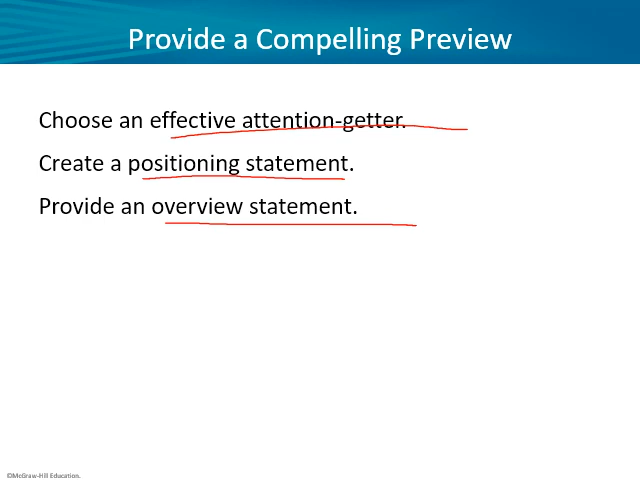 Provide a Compelling Preview
Choose an effective attention-getter.
Create a positioning statement.
Provide an overview statement.
©McGraw-Hill Education.